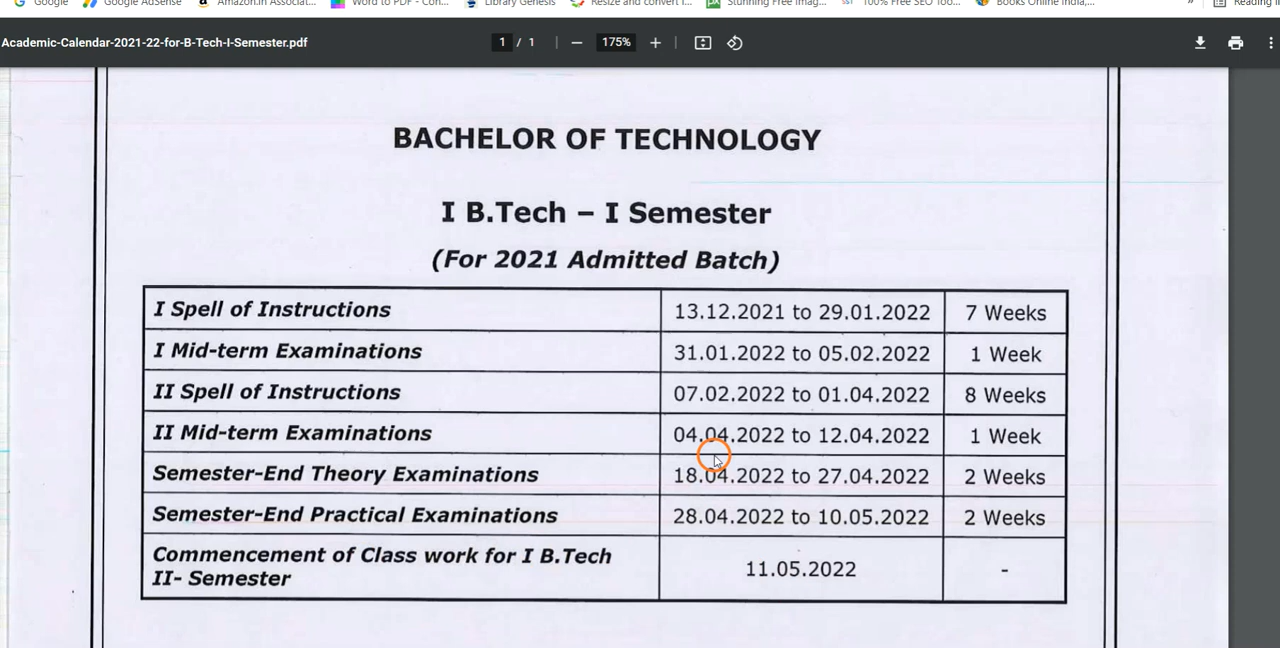 Google Google AdSense Amazon.in Associat... Word to PDF - Con... Library Genesis Resize and convert i... Stunning Free Imag... 100% Free SEO Too... Books Online India,... » Reading
Academic-Calendar-2021-22-for-B-Tech-I-Semester.pdf 1 / 1 — 175% +
BACHELOR OF TECHNOLOGY
I B.Tech – I Semester
(For 2021 Admitted Batch)
I Spell of Instructions 13.12.2021 to 29.01.2022 7 Weeks
I Mid-term Examinations 31.01.2022 to 05.02.2022 1 Week
II Spell of Instructions 07.02.2022 to 01.04.2022 8 Weeks
II Mid-term Examinations 04.04.2022 to 12.04.2022 1 Week
Semester-End Theory Examinations 18.04.2022 to 27.04.2022 2 Weeks
Semester-End Practical Examinations 28.04.2022 to 10.05.2022 2 Weeks
Commencement of Class work for I B.Tech
II- Semester 11.05.2022 -